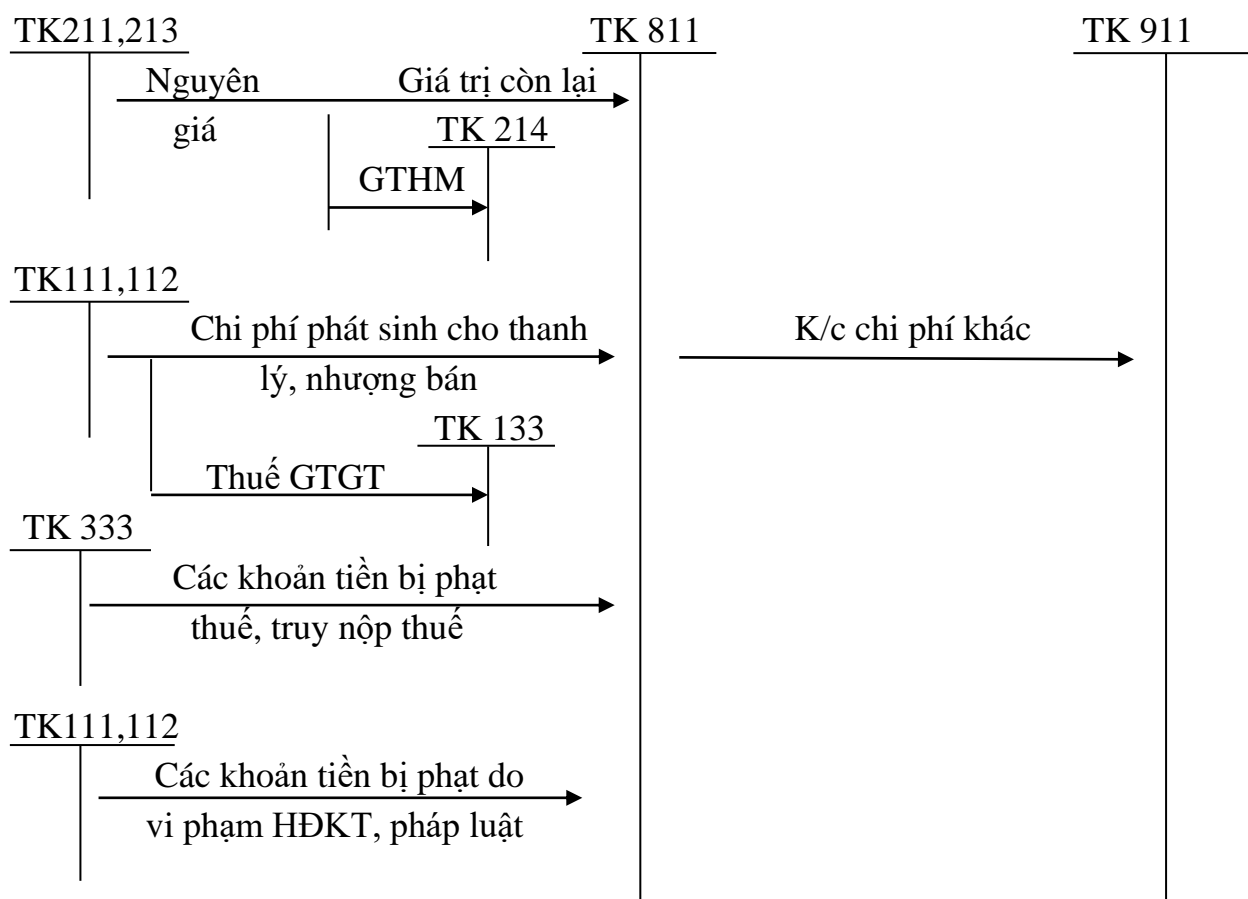 TK211,213 TK 811 TK 911
Nguyên Giá trị còn lại
giá TK 214
GTHM
TK111,112
Chi phí phát sinh cho thanh K/c chi phí khác
lý, nhượng bán
TK 133
Thuế GTGT
TK 333
Các khoản tiền bị phạt
thuế, truy nộp thuế
TK111,112
Các khoản tiền bị phạt do
vi phạm HĐKT, pháp luật